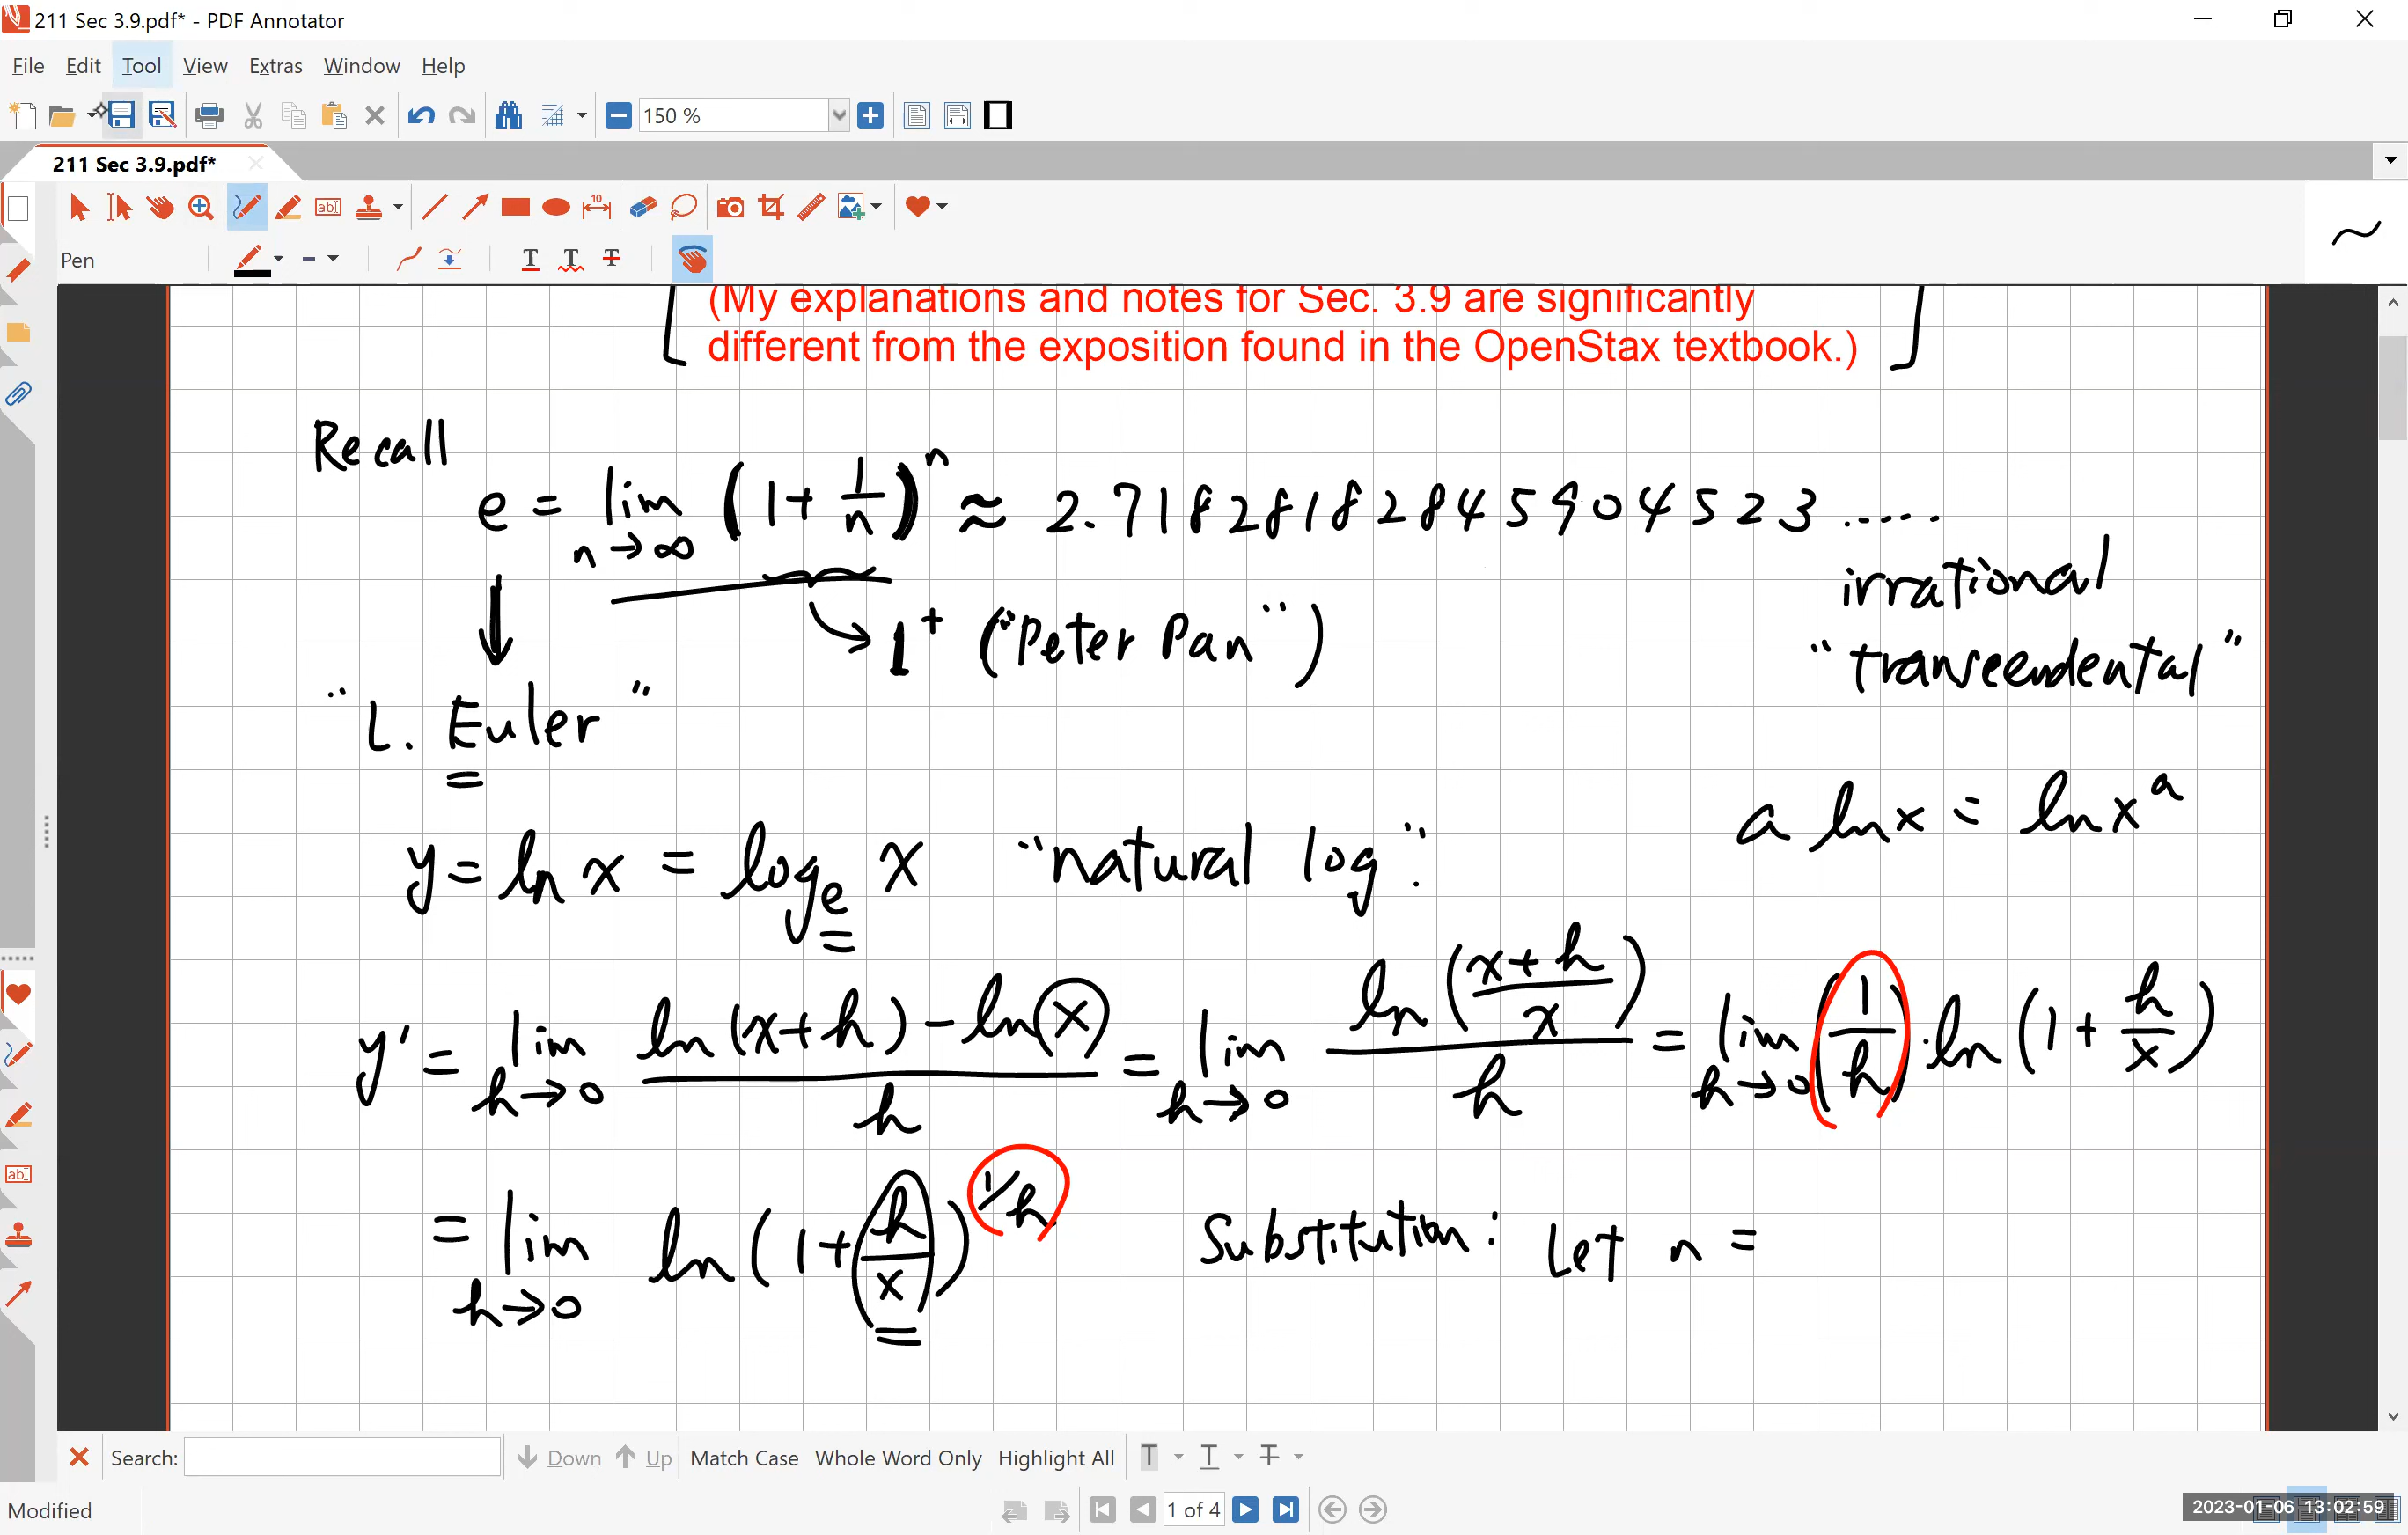 211 Sec 3.9.pdf* - PDF Annotator
File Edit Tool View Extras Window Help
150 %
211 Sec 3.9.pdf*
Pen
(My explanations and notes for Sec. 3.9 are significantly
different from the exposition found in the OpenStax textbook.)
Recall
e = lim n→∞ (1 + 1/n)^n ≈ 2.71828182845904523.....
irrational
1⁺ ("Peter Pan")
"transcendental"
"L. Euler"
a ln x = ln x^a
y = ln x = log_e x "natural log"
y' = lim h→0 (ln(x+h) - ln(x))/h = lim h→0 ln((x+h)/x)/h = lim h→0 (1/h) · ln(1 + h/x)
= lim h→0 ln(1 + h/x)^(1/h) Substitution: Let n =
Search: Down Up Match Case Whole Word Only Highlight All
1 of 4
Modified
2023-01-06 13:02:59